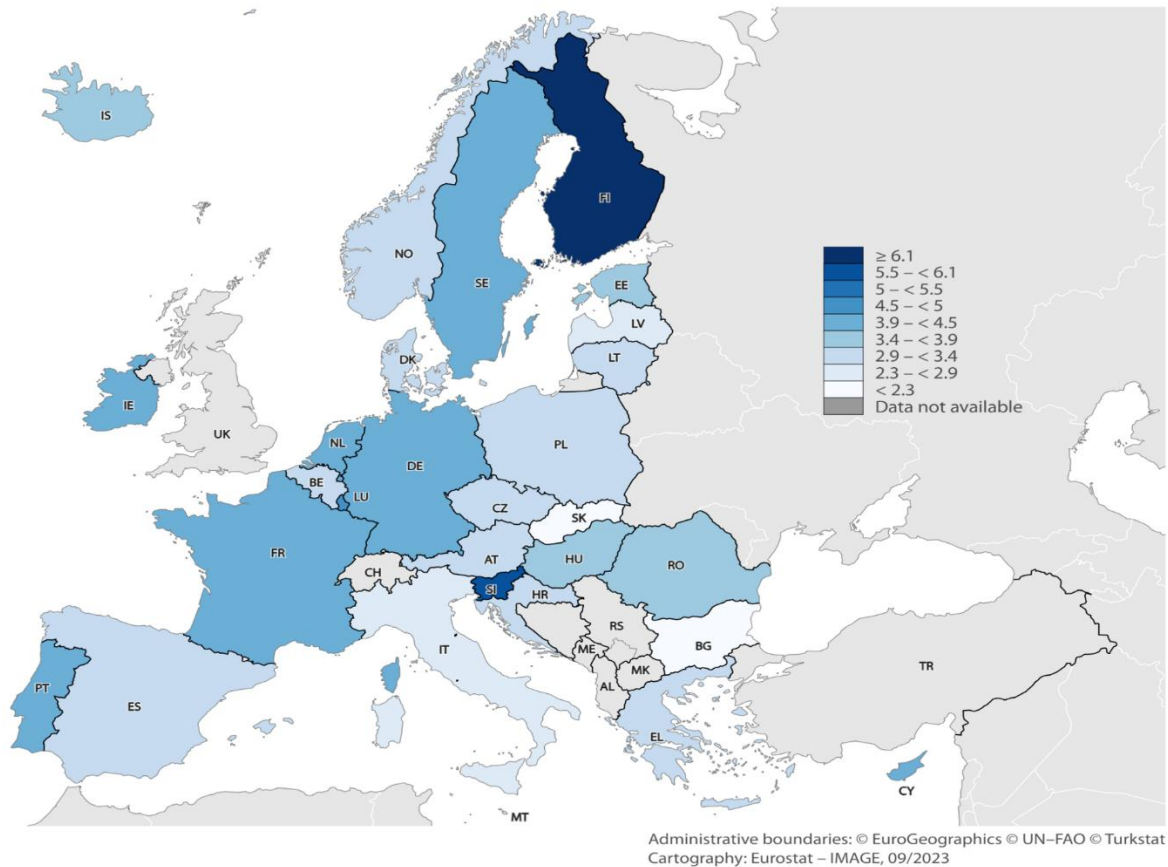 IS
FI
NO
SE
EE
LV
DK
LT
IE
UK
NL
DE
PL
BE
LU
CZ
SK
FR
AT
HU
RO
CH
SI
HR
RS
IT
ME
BG
MK
AL
TR
PT
ES
EL
CY
MT
≥ 6.1
5.5 – < 6.1
5 – < 5.5
4.5 – < 5
3.9 – < 4.5
3.4 – < 3.9
2.9 – < 3.4
2.3 – < 2.9
< 2.3
Data not available
Administrative boundaries: © EuroGeographics © UN–FAO © Turkstat
Cartography: Eurostat – IMAGE, 09/2023